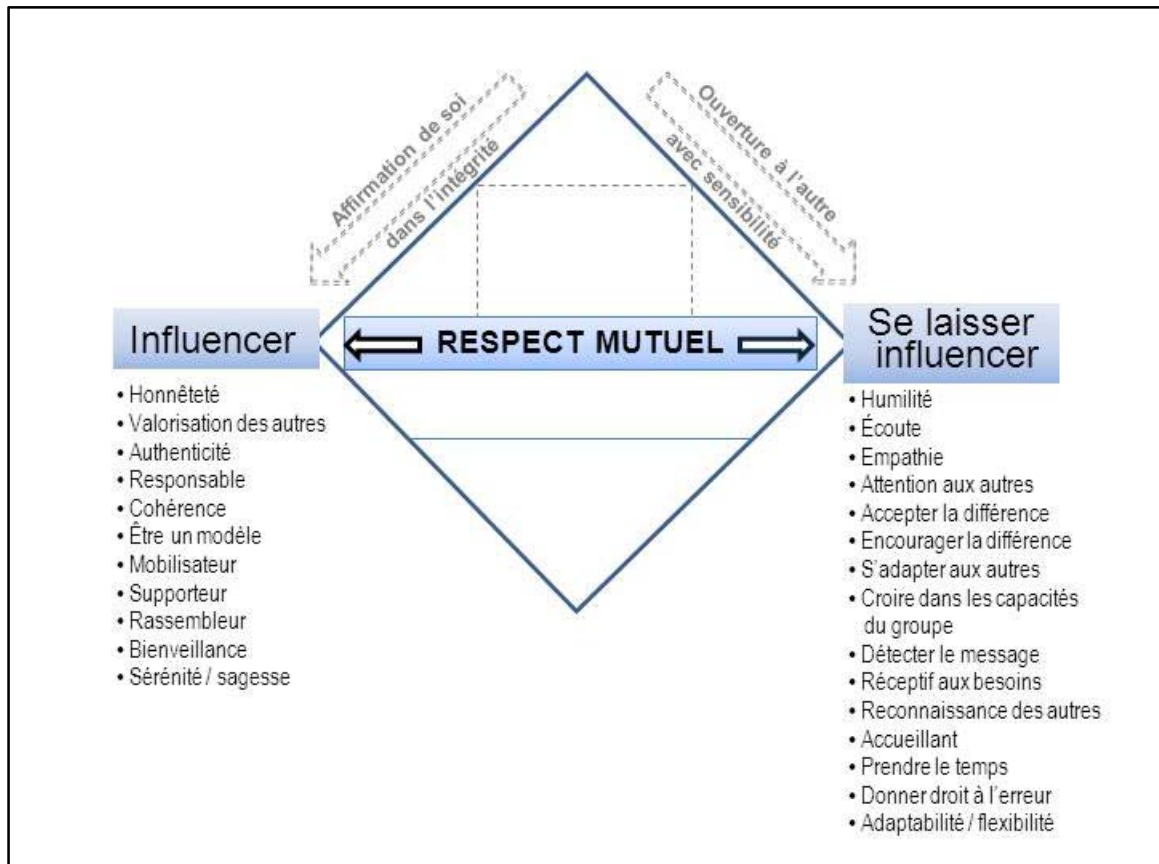 Affirmation de soi
dans l'intégrité
Ouverture à l'autre
avec sensibilité
Influencer
RESPECT MUTUEL
Se laisser
influencer
• Honnêteté
• Valorisation des autres
• Authenticité
• Responsable
• Cohérence
• Être un modèle
• Mobilisateur
• Supporteur
• Rassembleur
• Bienveillance
• Sérénité / sagesse
• Humilité
• Écoute
• Empathie
• Attention aux autres
• Accepter la différence
• Encourager la différence
• S'adapter aux autres
• Croire dans les capacités
du groupe
• Détecter le message
• Réceptif aux besoins
• Reconnaissance des autres
• Accueillant
• Prendre le temps
• Donner droit à l'erreur
• Adaptabilité / flexibilité